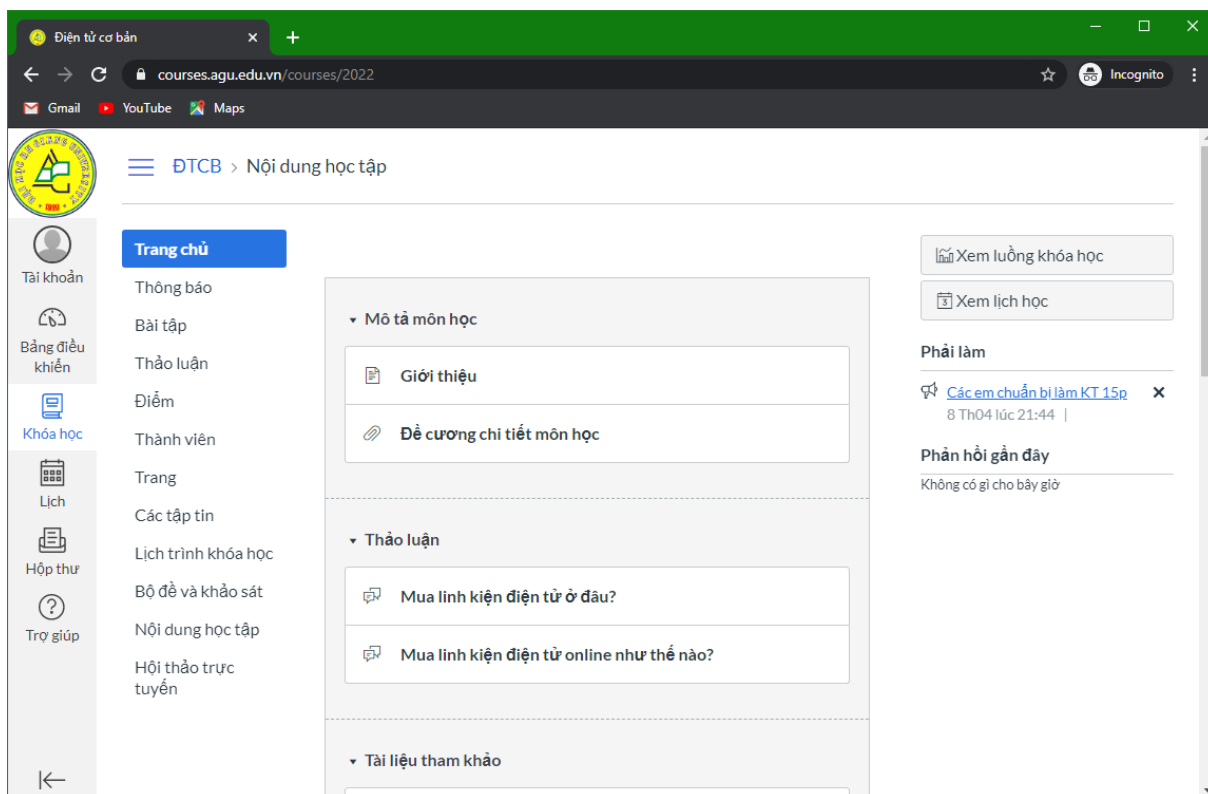 Điện tử cơ bản
courses.agu.edu.vn/courses/2022
Incognito
Gmail
YouTube
Maps
ĐẠI HỌC AN GIANG UNIVERSITY
ĐTCB > Nội dung học tập
Tài khoản
Bảng điều
khiển
Khóa học
Lịch
Hộp thư
Trợ giúp
Trang chủ
Thông báo
Bài tập
Thảo luận
Điểm
Thành viên
Trang
Các tập tin
Lịch trình khóa học
Bộ đề và khảo sát
Nội dung học tập
Hội thảo trực
tuyến
Mô tả môn học
Giới thiệu
Đề cương chi tiết môn học
Thảo luận
Mua linh kiện điện tử ở đâu?
Mua linh kiện điện tử online như thế nào?
Tài liệu tham khảo
Xem luồng khóa học
Xem lịch học
Phải làm
Các em chuẩn bị làm KT 15p
8 Th04 lúc 21:44 |
Phản hồi gần đây
Không có gì cho bây giờ